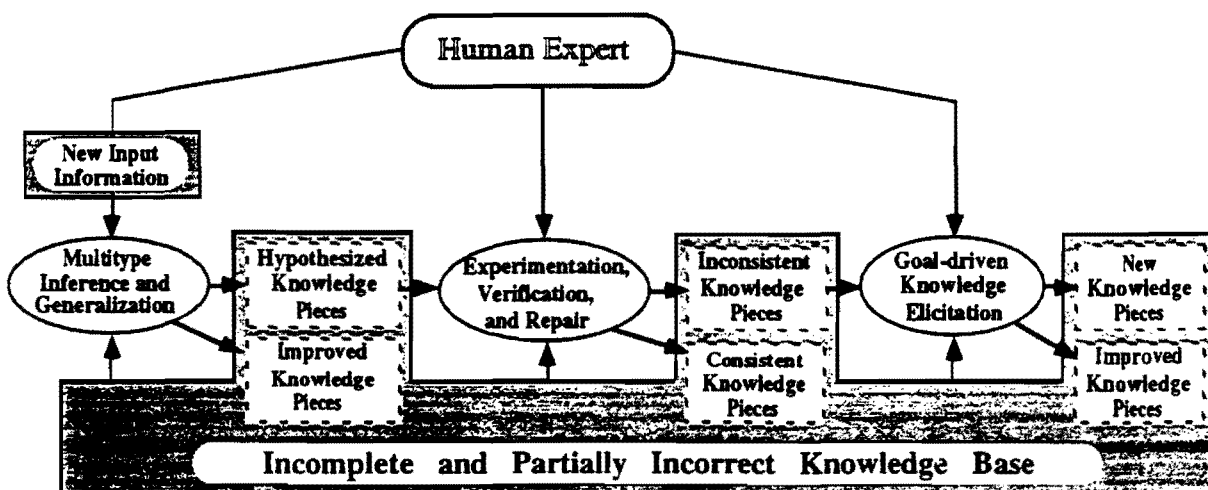 Human Expert
New Input
Information
Multitype
Inference and
Generalization
Hypothesized
Knowledge
Pieces
Improved
Knowledge
Pieces
Experimentation,
Verification,
and Repair
Inconsistent
Knowledge
Pieces
Consistent
Knowledge
Pieces
Goal-driven
Knowledge
Elicitation
New
Knowledge
Pieces
Improved
Knowledge
Pieces
Incomplete and Partially Incorrect Knowledge Base